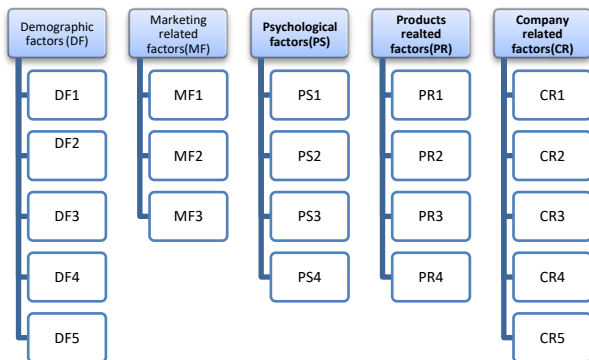 Demographic
factors (DF)
DF1
DF2
DF3
DF4
DF5
Marketing
related
factors(MF)
MF1
MF2
MF3
Psychological
factors(PS)
PS1
PS2
PS3
PS4
Products
realted
factors(PR)
PR1
PR2
PR3
PR4
Company
related
factors(CR)
CR1
CR2
CR3
CR4
CR5